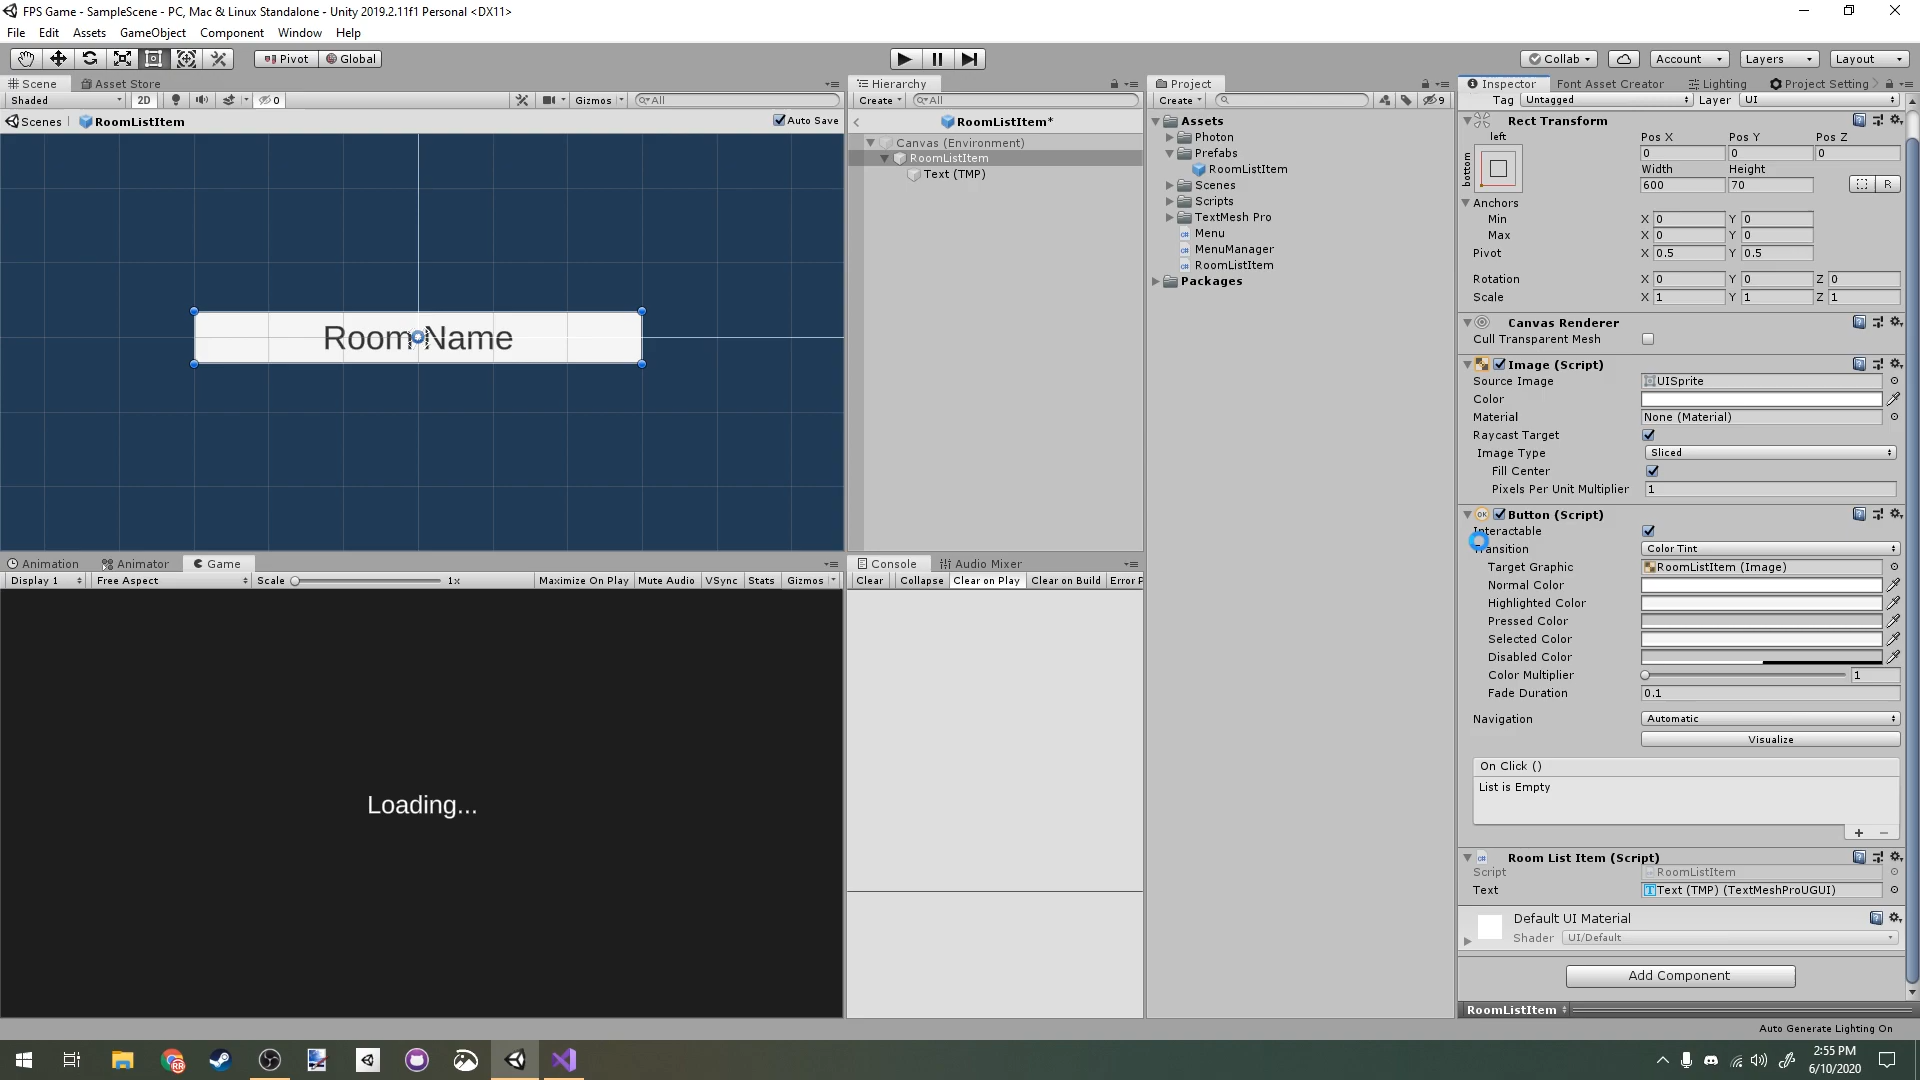 FPS Game - SampleScene - PC, Mac & Linux Standalone - Unity 2019.2.11f1 Personal <DX11>
File Edit Assets GameObject Component Window Help
Pivot Global Collab Account Layers Layout
Scene Asset Store
Shaded 2D 0 Gizmos All
Scenes RoomListItem Auto Save
Room Name
Hierarchy
Create All
RoomListItem*
Canvas (Environment)
RoomListItem
Text (TMP)
Project
Create 9
Assets
Photon
Prefabs
RoomListItem
Scenes
Scripts
TextMesh Pro
Menu
MenuManager
RoomListItem
Packages
Inspector Font Asset Creator Lighting Project Setting
Tag Untagged Layer UI
Rect Transform
left Pos X Pos Y Pos Z
bottom 0 0 0
Width Height
600 70 R
Anchors
Min X 0 Y 0
Max X 0 Y 0
Pivot X 0.5 Y 0.5
Rotation X 0 Y 0 Z 0
Scale X 1 Y 1 Z 1
Canvas Renderer
Cull Transparent Mesh
Image (Script)
Source Image UISprite
Color
Material None (Material)
Raycast Target
Image Type Sliced
Fill Center
Pixels Per Unit Multiplier 1
OK Button (Script)
Interactable
Transition Color Tint
Target Graphic RoomListItem (Image)
Normal Color
Highlighted Color
Pressed Color
Selected Color
Disabled Color
Color Multiplier 1
Fade Duration 0.1
Navigation Automatic
Visualize
On Click ()
List is Empty
+ −
Room List Item (Script)
Script RoomListItem
Text Text (TMP) (TextMeshProUGUI)
Default UI Material
Shader UI/Default
Add Component
RoomListItem
Auto Generate Lighting On
Animation Animator Game
Display 1 Free Aspect Scale 1x Maximize On Play Mute Audio VSync Stats Gizmos
Loading...
Console Audio Mixer
Clear Collapse Clear on Play Clear on Build Error P
2:55 PM
6/10/2020